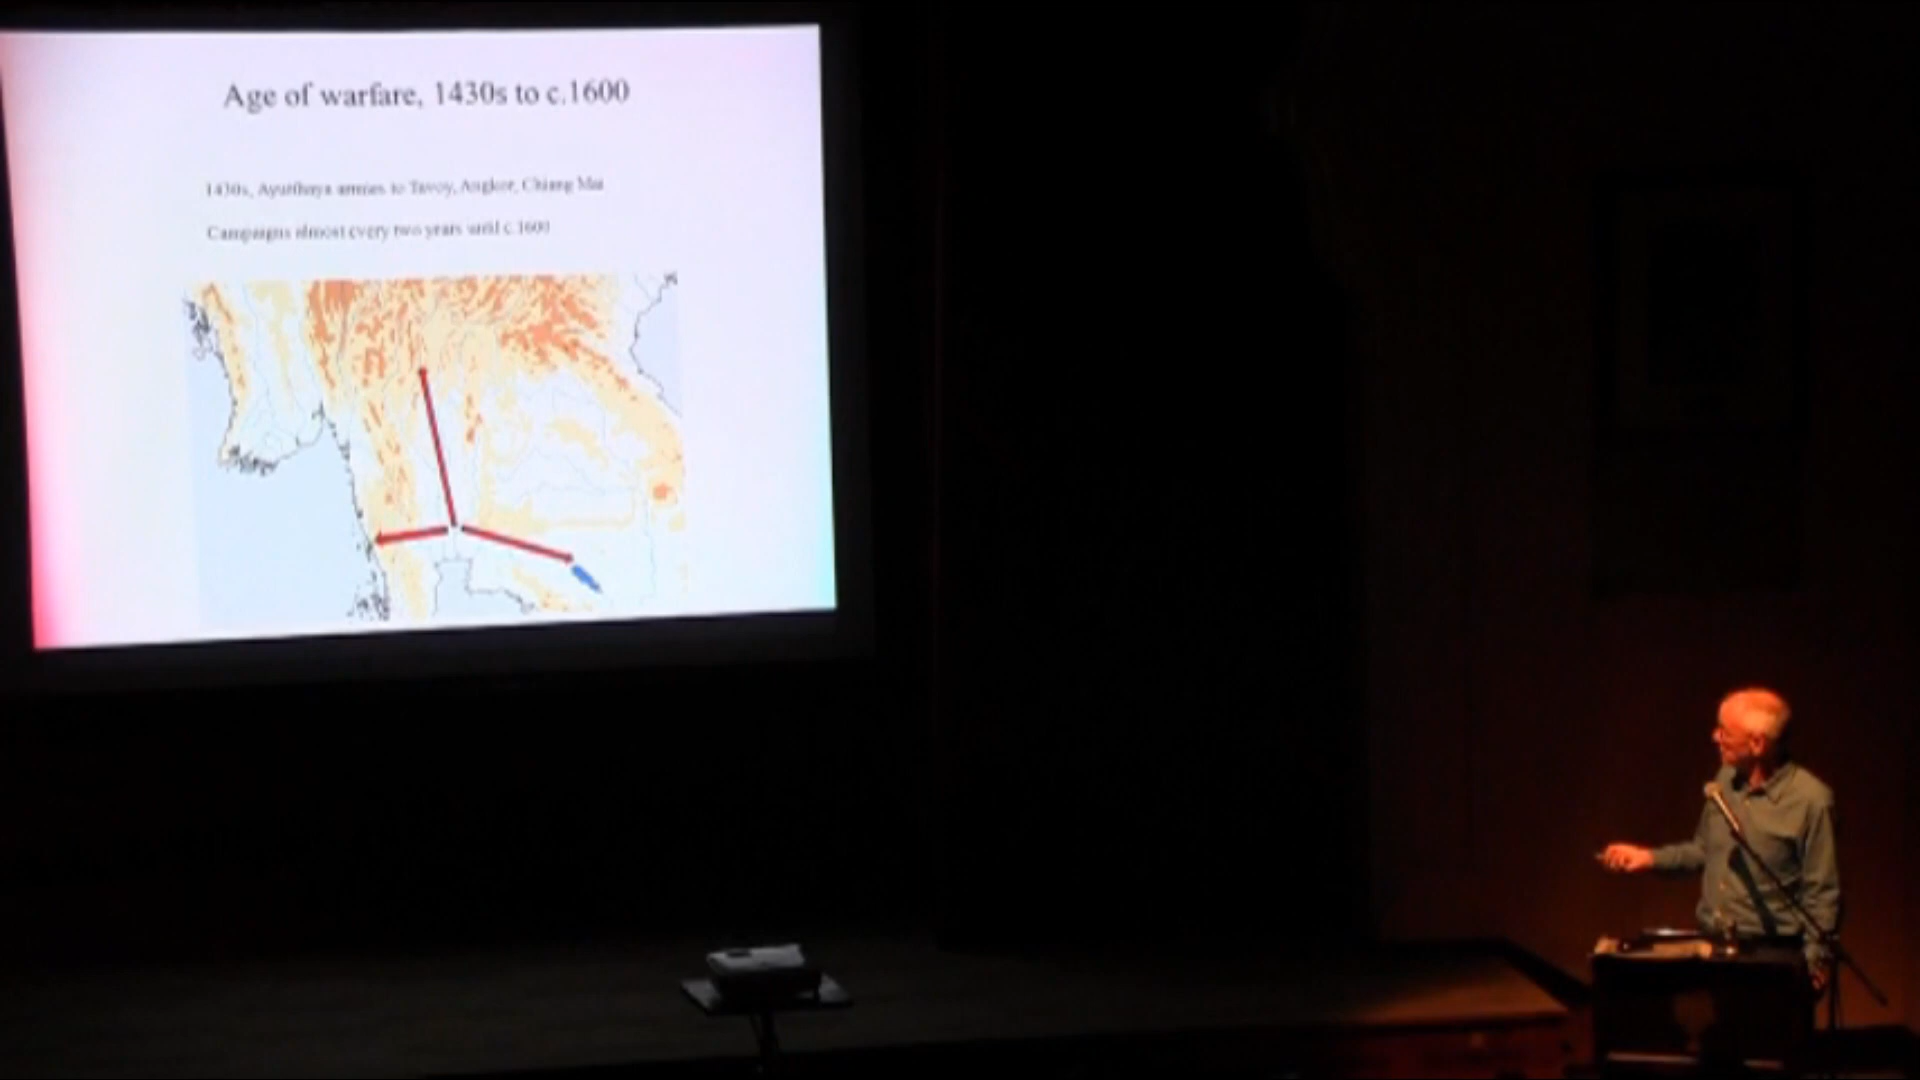 Age of warfare, 1430s to c.1600
1430s, Ayutthaya armies to Tavoy, Angkor, Chiang Mai
Campaigns almost every two years until c.1600